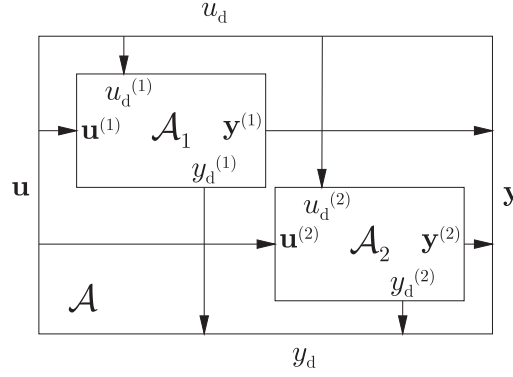 u_d
u_d^(1)
𝐮^(1) 𝒜_1 𝐲^(1)
y_d^(1)
𝐮 𝐲
u_d^(2)
𝐮^(2) 𝒜_2 𝐲^(2)
y_d^(2)
𝒜
y_d